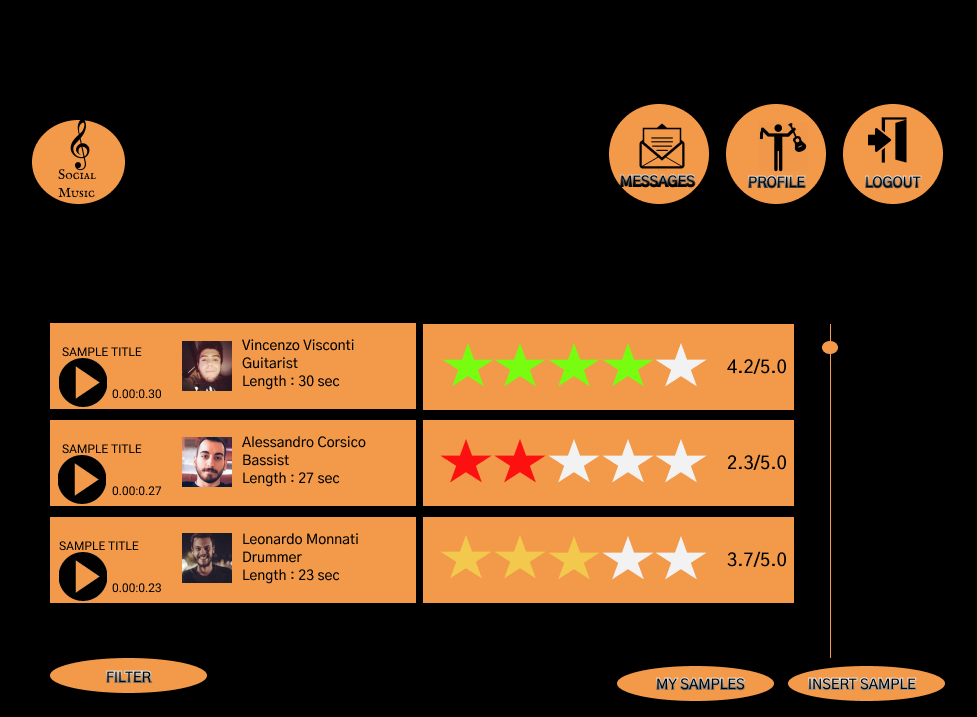 Social
Music
MESSAGES
PROFILE
LOGOUT
SAMPLE TITLE
0.00:0.30
Vincenzo Visconti
Guitarist
Length : 30 sec
4.2/5.0
SAMPLE TITLE
0.00:0.27
Alessandro Corsico
Bassist
Length : 27 sec
2.3/5.0
SAMPLE TITLE
0.00:0.23
Leonardo Monnati
Drummer
Length : 23 sec
3.7/5.0
FILTER
MY SAMPLES
INSERT SAMPLE